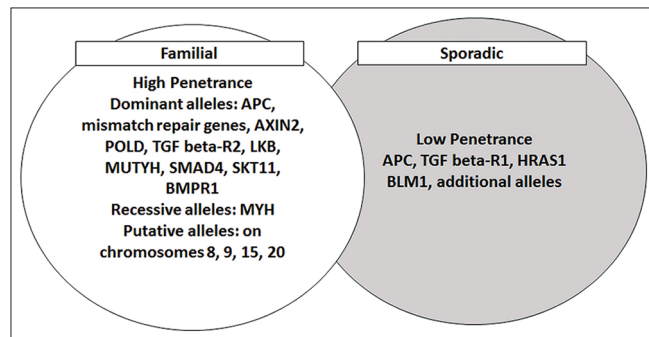 Familial
High Penetrance
Dominant alleles: APC,
mismatch repair genes, AXIN2,
POLD, TGF beta-R2, LKB,
MUTYH, SMAD4, SKT11,
BMPR1
Recessive alleles: MYH
Putative alleles: on
chromosomes 8, 9, 15, 20
Sporadic
Low Penetrance
APC, TGF beta-R1, HRAS1
BLM1, additional alleles